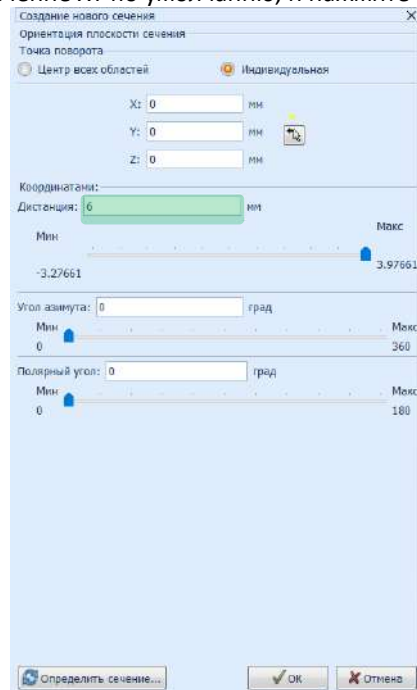 Создание нового сечения
Ориентация плоскости сечения
Точка поворота
Центр всех областей Индивидуальная
X: 0 мм
Y: 0 мм
Z: 0 мм
Координатами:
Дистанция: 6 мм
Мин Макс
-3.27661 3.97661
Угол азимута: 0 град
Мин Макс
0 360
Полярный угол: 0 град
Мин Макс
0 180
Определить сечение... ОК Отмена